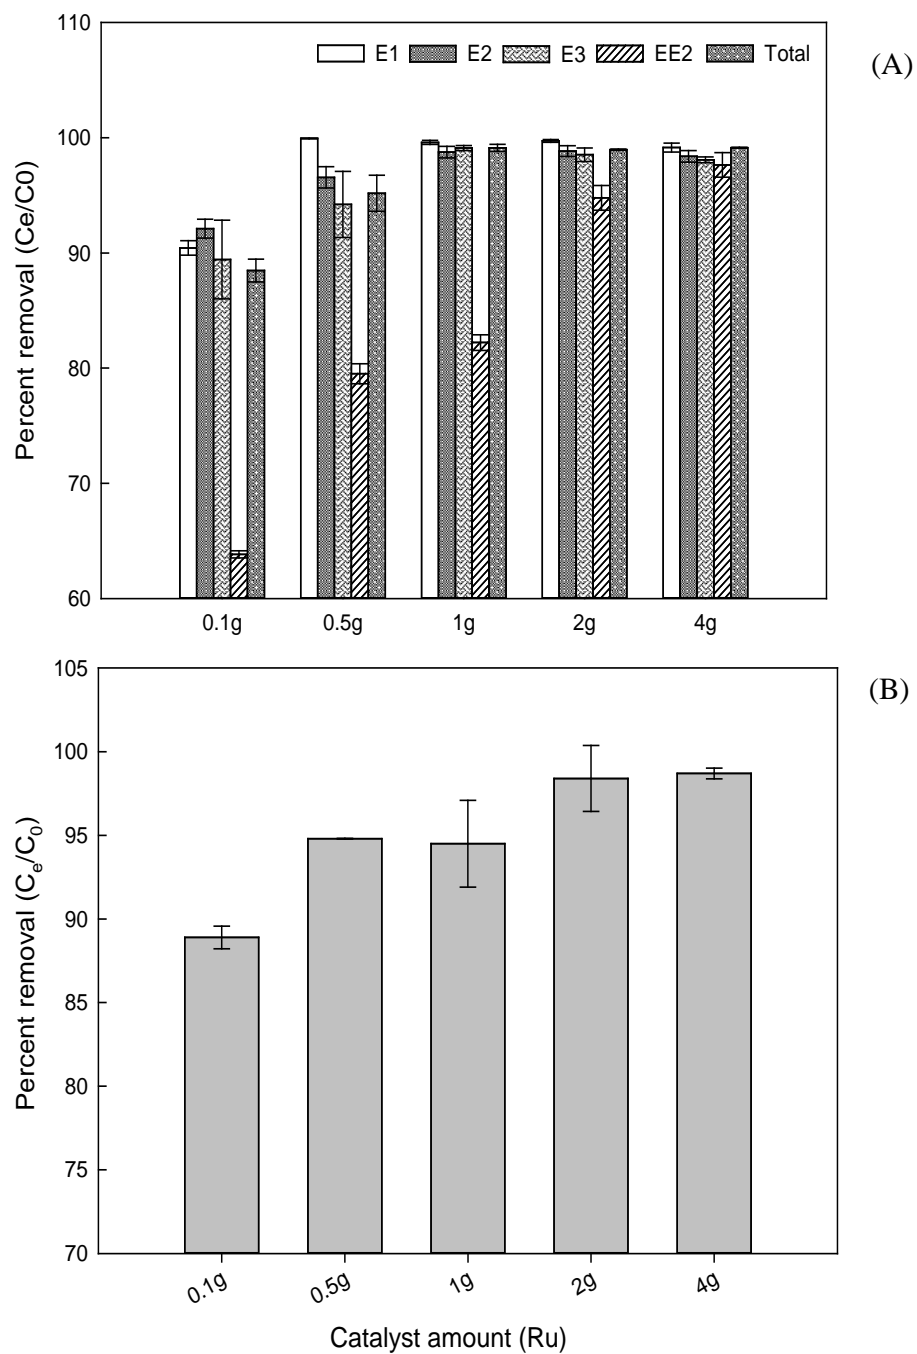 110
E1 E2 E3 EE2 Total
(A)
100
90
80
70
60
Percent removal (Ce/C0)
0.1g 0.5g 1g 2g 4g
105
(B)
100
95
90
85
80
75
70
Percent removal (Ce/C0)
0.1g 0.5g 1g 2g 4g
Catalyst amount (Ru)